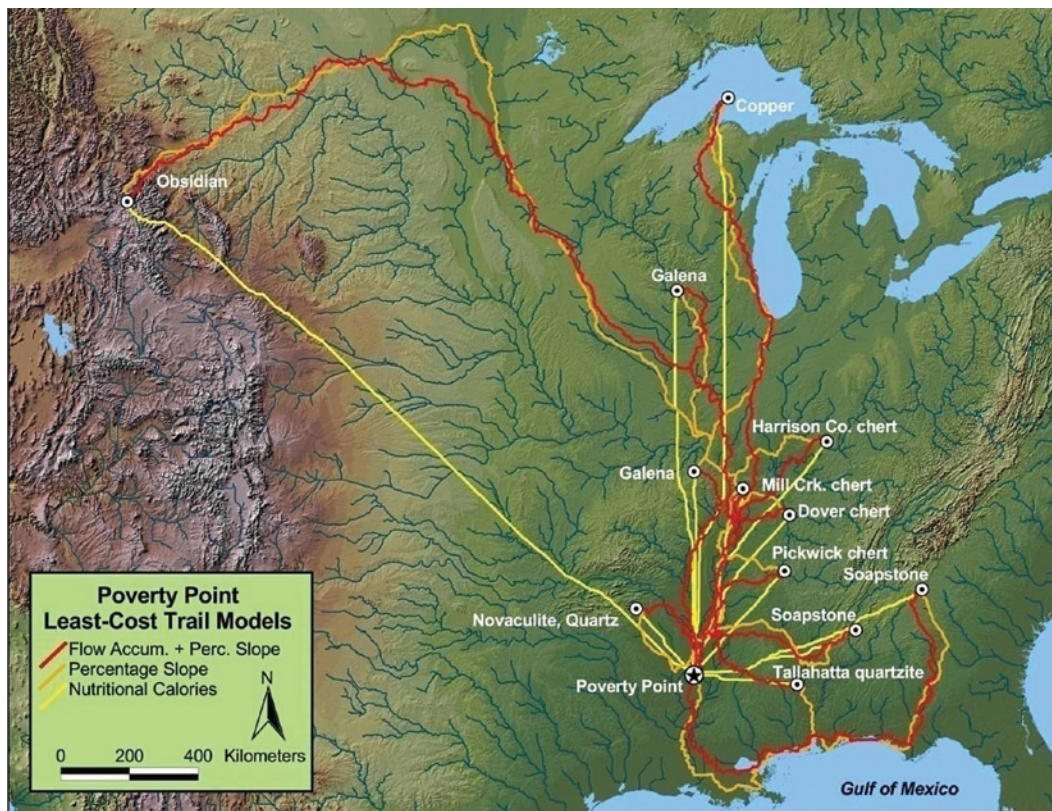 Copper
Obsidian
Galena
Harrison Co. chert
Galena
Mill Crk. chert
Dover chert
Pickwick chert
Soapstone
Novaculite, Quartz
Soapstone
Tallahatta quartzite
Poverty Point
Gulf of Mexico
Poverty Point
Least-Cost Trail Models
Flow Accum. + Perc. Slope
Percentage Slope
Nutritional Calories
N
0 200 400 Kilometers